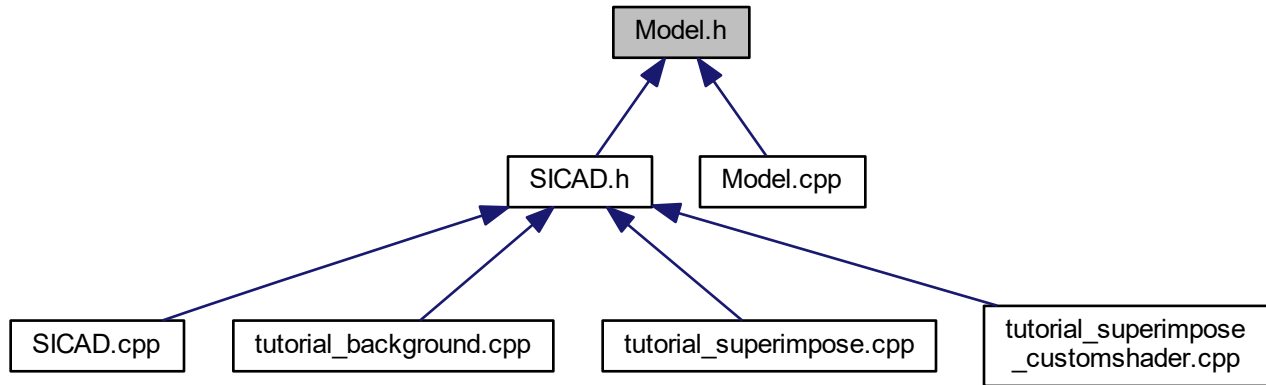 Model.h
SICAD.h
Model.cpp
SICAD.cpp
tutorial_background.cpp
tutorial_superimpose.cpp
tutorial_superimpose
_customshader.cpp